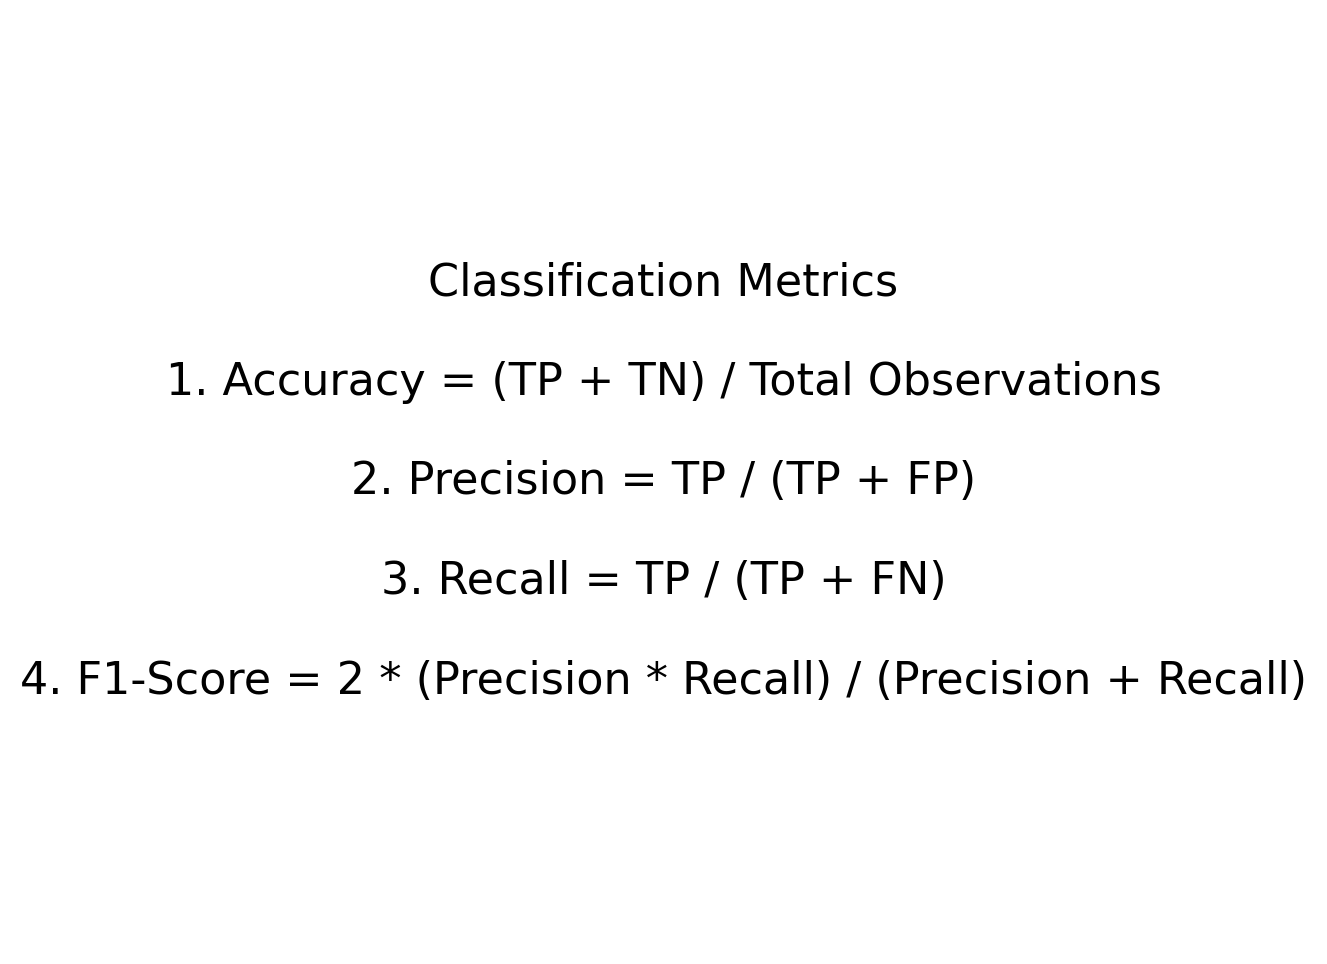 Classification Metrics
1. Accuracy = (TP + TN) / Total Observations
2. Precision = TP / (TP + FP)
3. Recall = TP / (TP + FN)
4. F1-Score = 2 * (Precision * Recall) / (Precision + Recall)